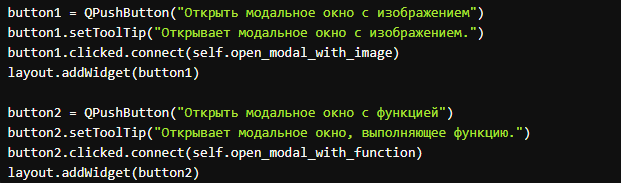 button1 = QPushButton("Открыть модальное окно с изображением")
button1.setToolTip("Открывает модальное окно с изображением.")
button1.clicked.connect(self.open_modal_with_image)
layout.addWidget(button1)
button2 = QPushButton("Открыть модальное окно с функцией")
button2.setToolTip("Открывает модальное окно, выполняющее функцию.")
button2.clicked.connect(self.open_modal_with_function)
layout.addWidget(button2)